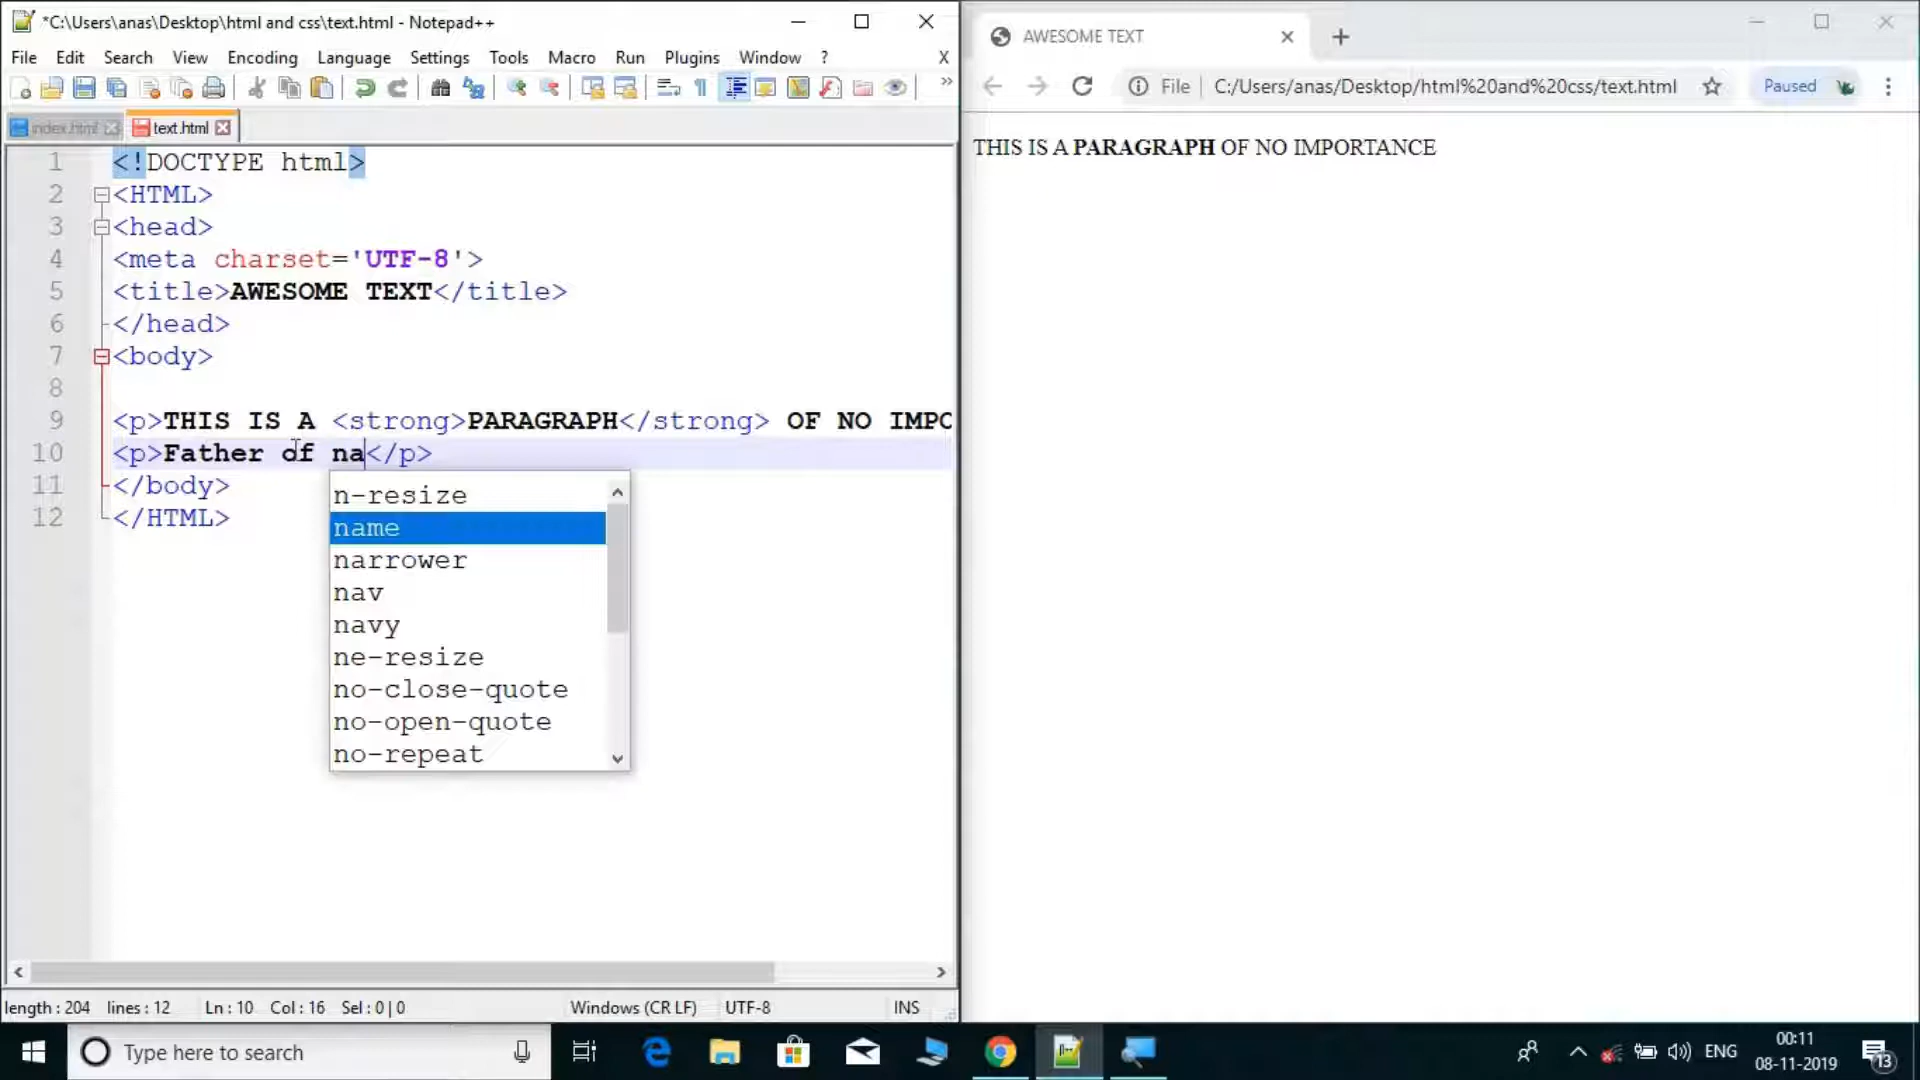 *C:\Users\anas\Desktop\html and css\text.html - Notepad++
File Edit Search View Encoding Language Settings Tools Macro Run Plugins Window ? X
index.html text.html
1 <!DOCTYPE html>
2 <HTML>
3 <head>
4 <meta charset='UTF-8'>
5 <title>AWESOME TEXT</title>
6 </head>
7 <body>
8
9 <p>THIS IS A <strong>PARAGRAPH</strong> OF NO IMPO
10 <p>Father of na</p>
11 </body>
12 </HTML>
n-resize
name
narrower
nav
navy
ne-resize
no-close-quote
no-open-quote
no-repeat
length : 204 lines : 12 Ln : 10 Col : 16 Sel : 0 | 0 Windows (CR LF) UTF-8 INS
AWESOME TEXT
File C:/Users/anas/Desktop/html%20and%20css/text.html Paused
THIS IS A PARAGRAPH OF NO IMPORTANCE
Type here to search
ENG
00:11
08-11-2019
13